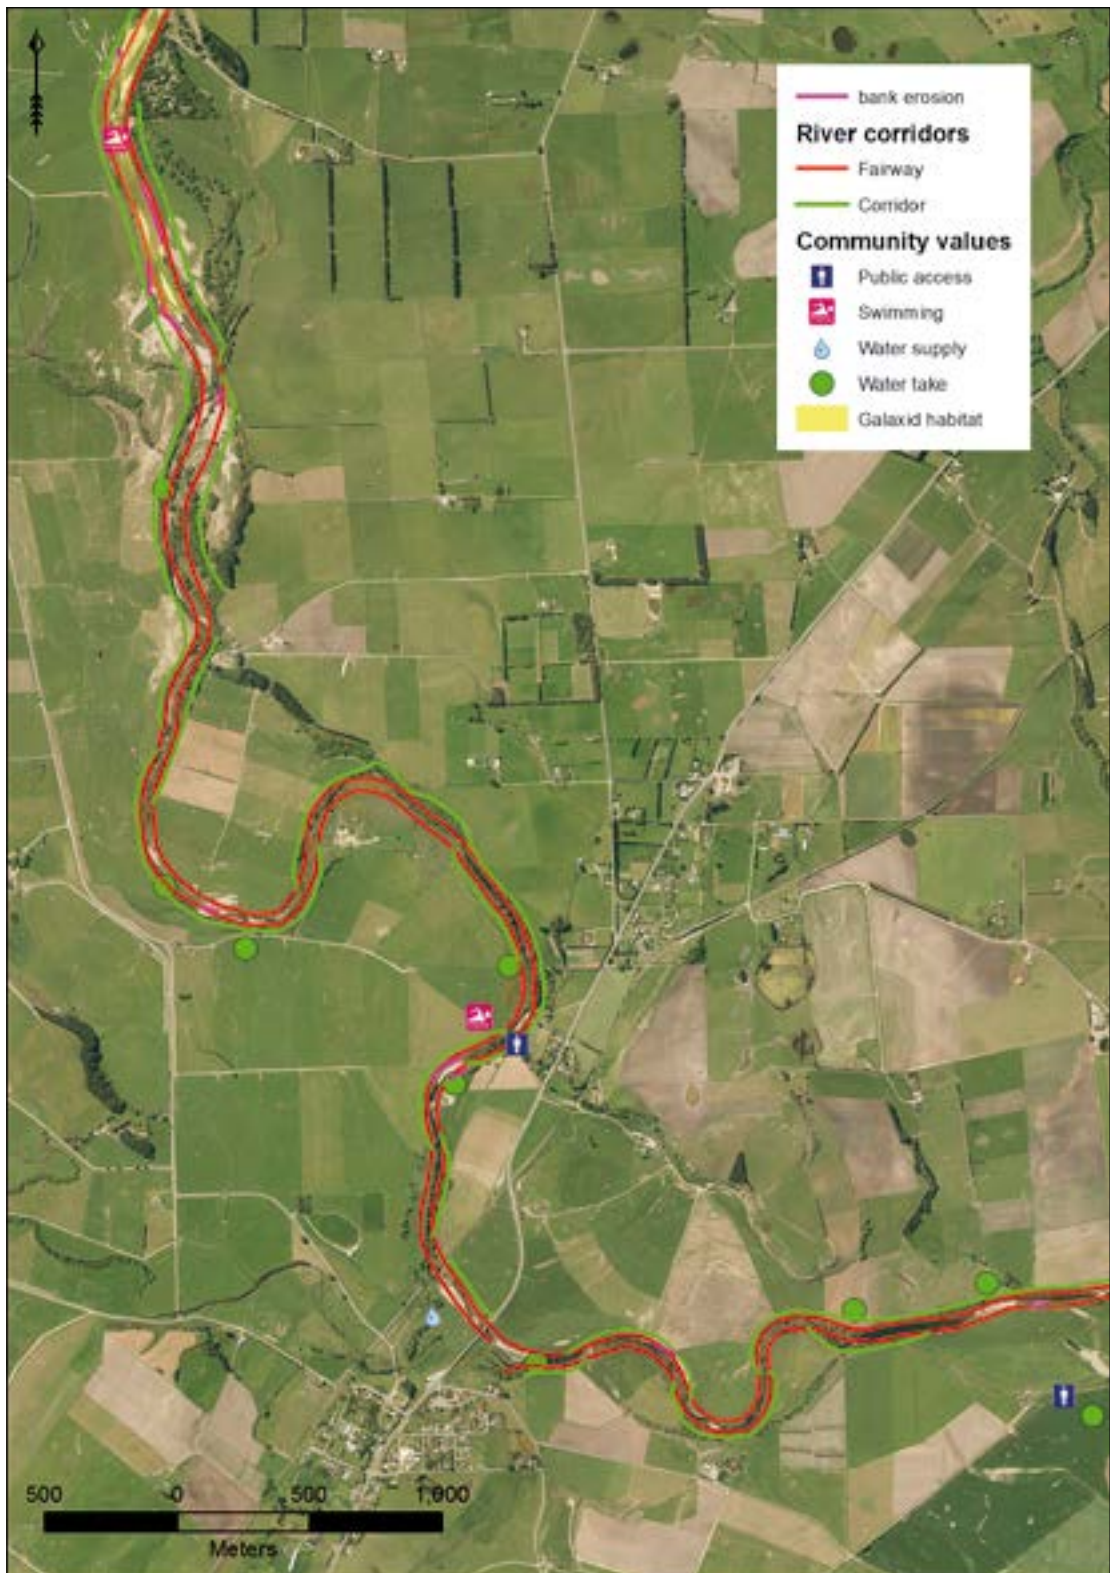 bank erosion
River corridors
Fairway
Corridor
Community values
Public access
Swimming
Water supply
Water take
Galaxid habitat
500 0 500 1,000
Meters